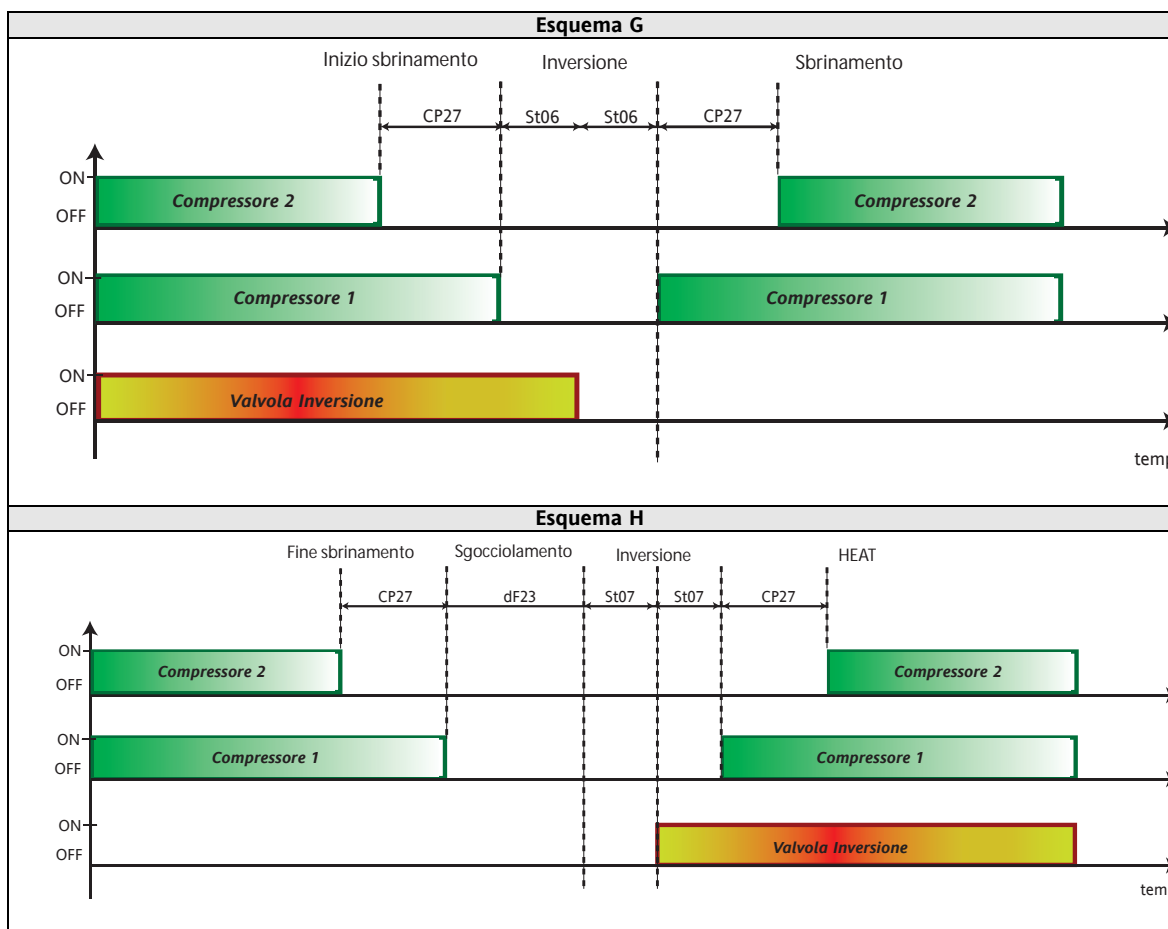 Esquema G
Inizio sbrinamento Inversione Sbrinamento
CP27 St06 St06 CP27
ON
OFF
Compressore 2 Compressore 2
ON
OFF
Compressore 1 Compressore 1
ON
OFF
Valvola Inversione
temp
Esquema H
Fine sbrinamento Sgocciolamento Inversione HEAT
CP27 dF23 St07 St07 CP27
ON
OFF
Compressore 2 Compressore 2
ON
OFF
Compressore 1 Compressore 1
ON
OFF
Valvola Inversione
tem